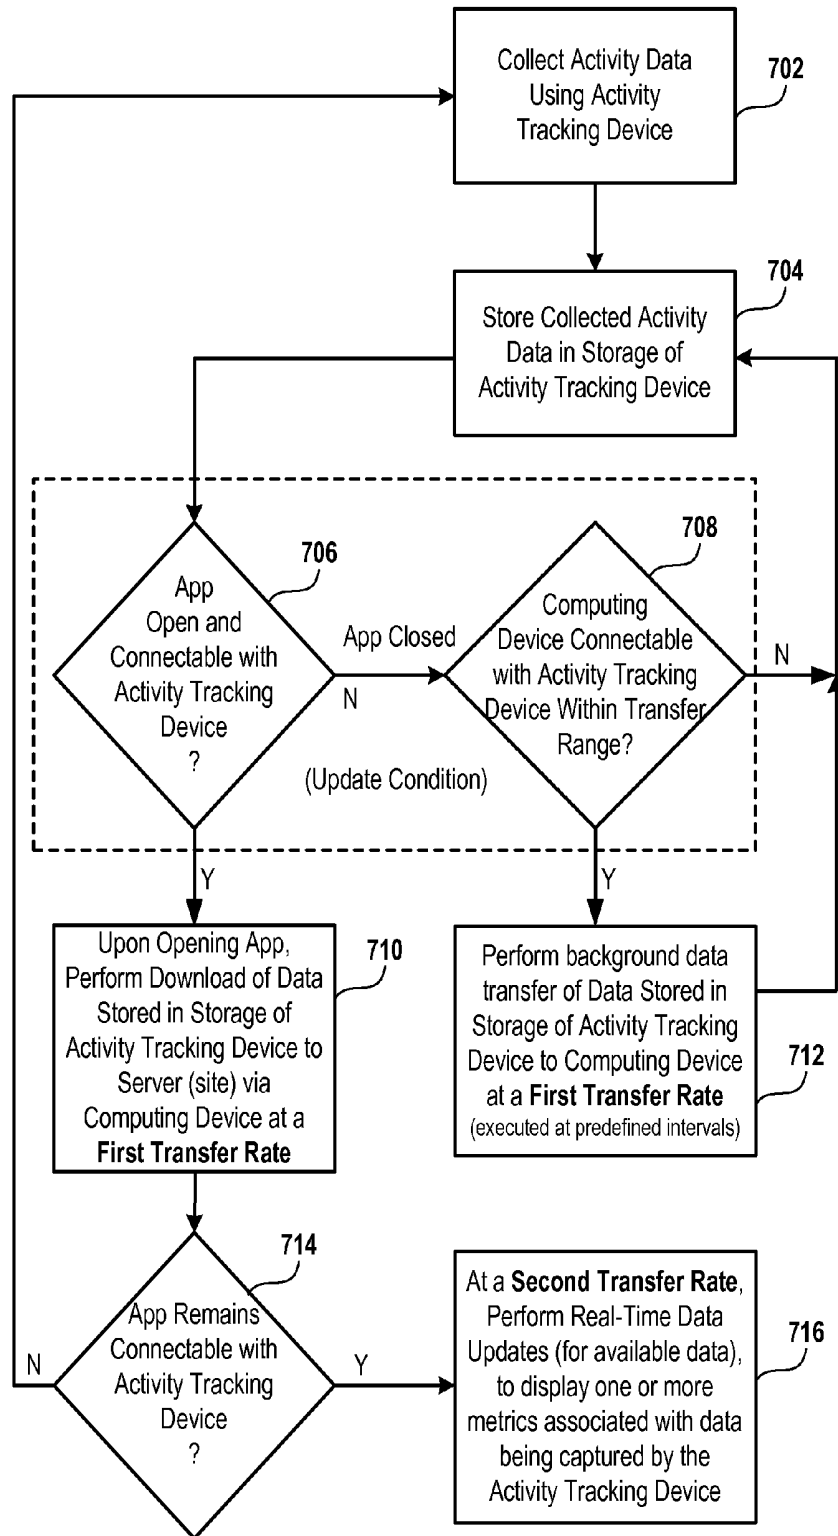 Collect Activity Data
Using Activity
Tracking Device
702
Store Collected Activity
Data in Storage of
Activity Tracking Device
704
App
Open and
Connectable with
Activity Tracking
Device
?
706
App Closed
N
Computing
Device Connectable
with Activity Tracking
Device Within Transfer
Range?
708
N
(Update Condition)
Y
Y
Upon Opening App,
Perform Download of Data
Stored in Storage of
Activity Tracking Device to
Server (site) via
Computing Device at a
First Transfer Rate
710
Perform background data
transfer of Data Stored in
Storage of Activity Tracking
Device to Computing Device
at a First Transfer Rate
(executed at predefined intervals)
712
App Remains
Connectable with
Activity Tracking
Device
?
714
N
Y
At a Second Transfer Rate,
Perform Real-Time Data
Updates (for available data),
to display one or more
metrics associated with data
being captured by the
Activity Tracking Device
716